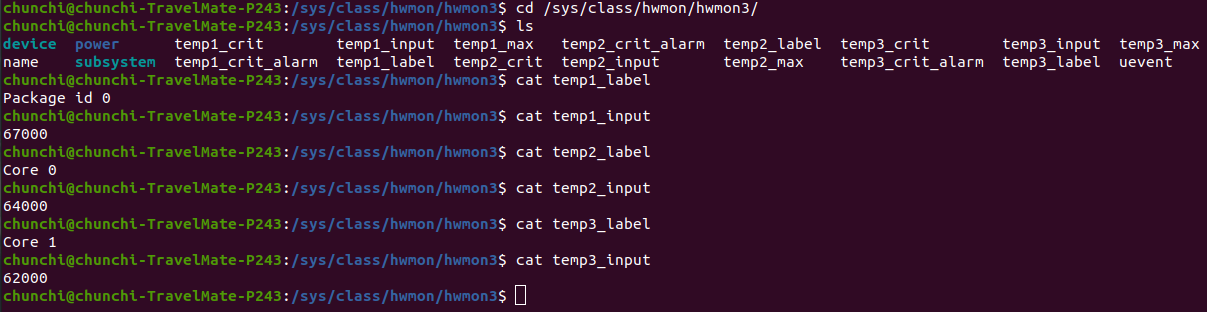 chunchi@chunchi-TravelMate-P243:/sys/class/hwmon/hwmon3$ cd /sys/class/hwmon/hwmon3/
chunchi@chunchi-TravelMate-P243:/sys/class/hwmon/hwmon3$ ls
device  power      temp1_crit        temp1_input  temp1_max   temp2_crit_alarm  temp2_label  temp3_crit        temp3_input  temp3_max
name    subsystem  temp1_crit_alarm  temp1_label  temp2_crit  temp2_input       temp2_max    temp3_crit_alarm  temp3_label  uevent
chunchi@chunchi-TravelMate-P243:/sys/class/hwmon/hwmon3$ cat temp1_label
Package id 0
chunchi@chunchi-TravelMate-P243:/sys/class/hwmon/hwmon3$ cat temp1_input
67000
chunchi@chunchi-TravelMate-P243:/sys/class/hwmon/hwmon3$ cat temp2_label
Core 0
chunchi@chunchi-TravelMate-P243:/sys/class/hwmon/hwmon3$ cat temp2_input
64000
chunchi@chunchi-TravelMate-P243:/sys/class/hwmon/hwmon3$ cat temp3_label
Core 1
chunchi@chunchi-TravelMate-P243:/sys/class/hwmon/hwmon3$ cat temp3_input
62000
chunchi@chunchi-TravelMate-P243:/sys/class/hwmon/hwmon3$